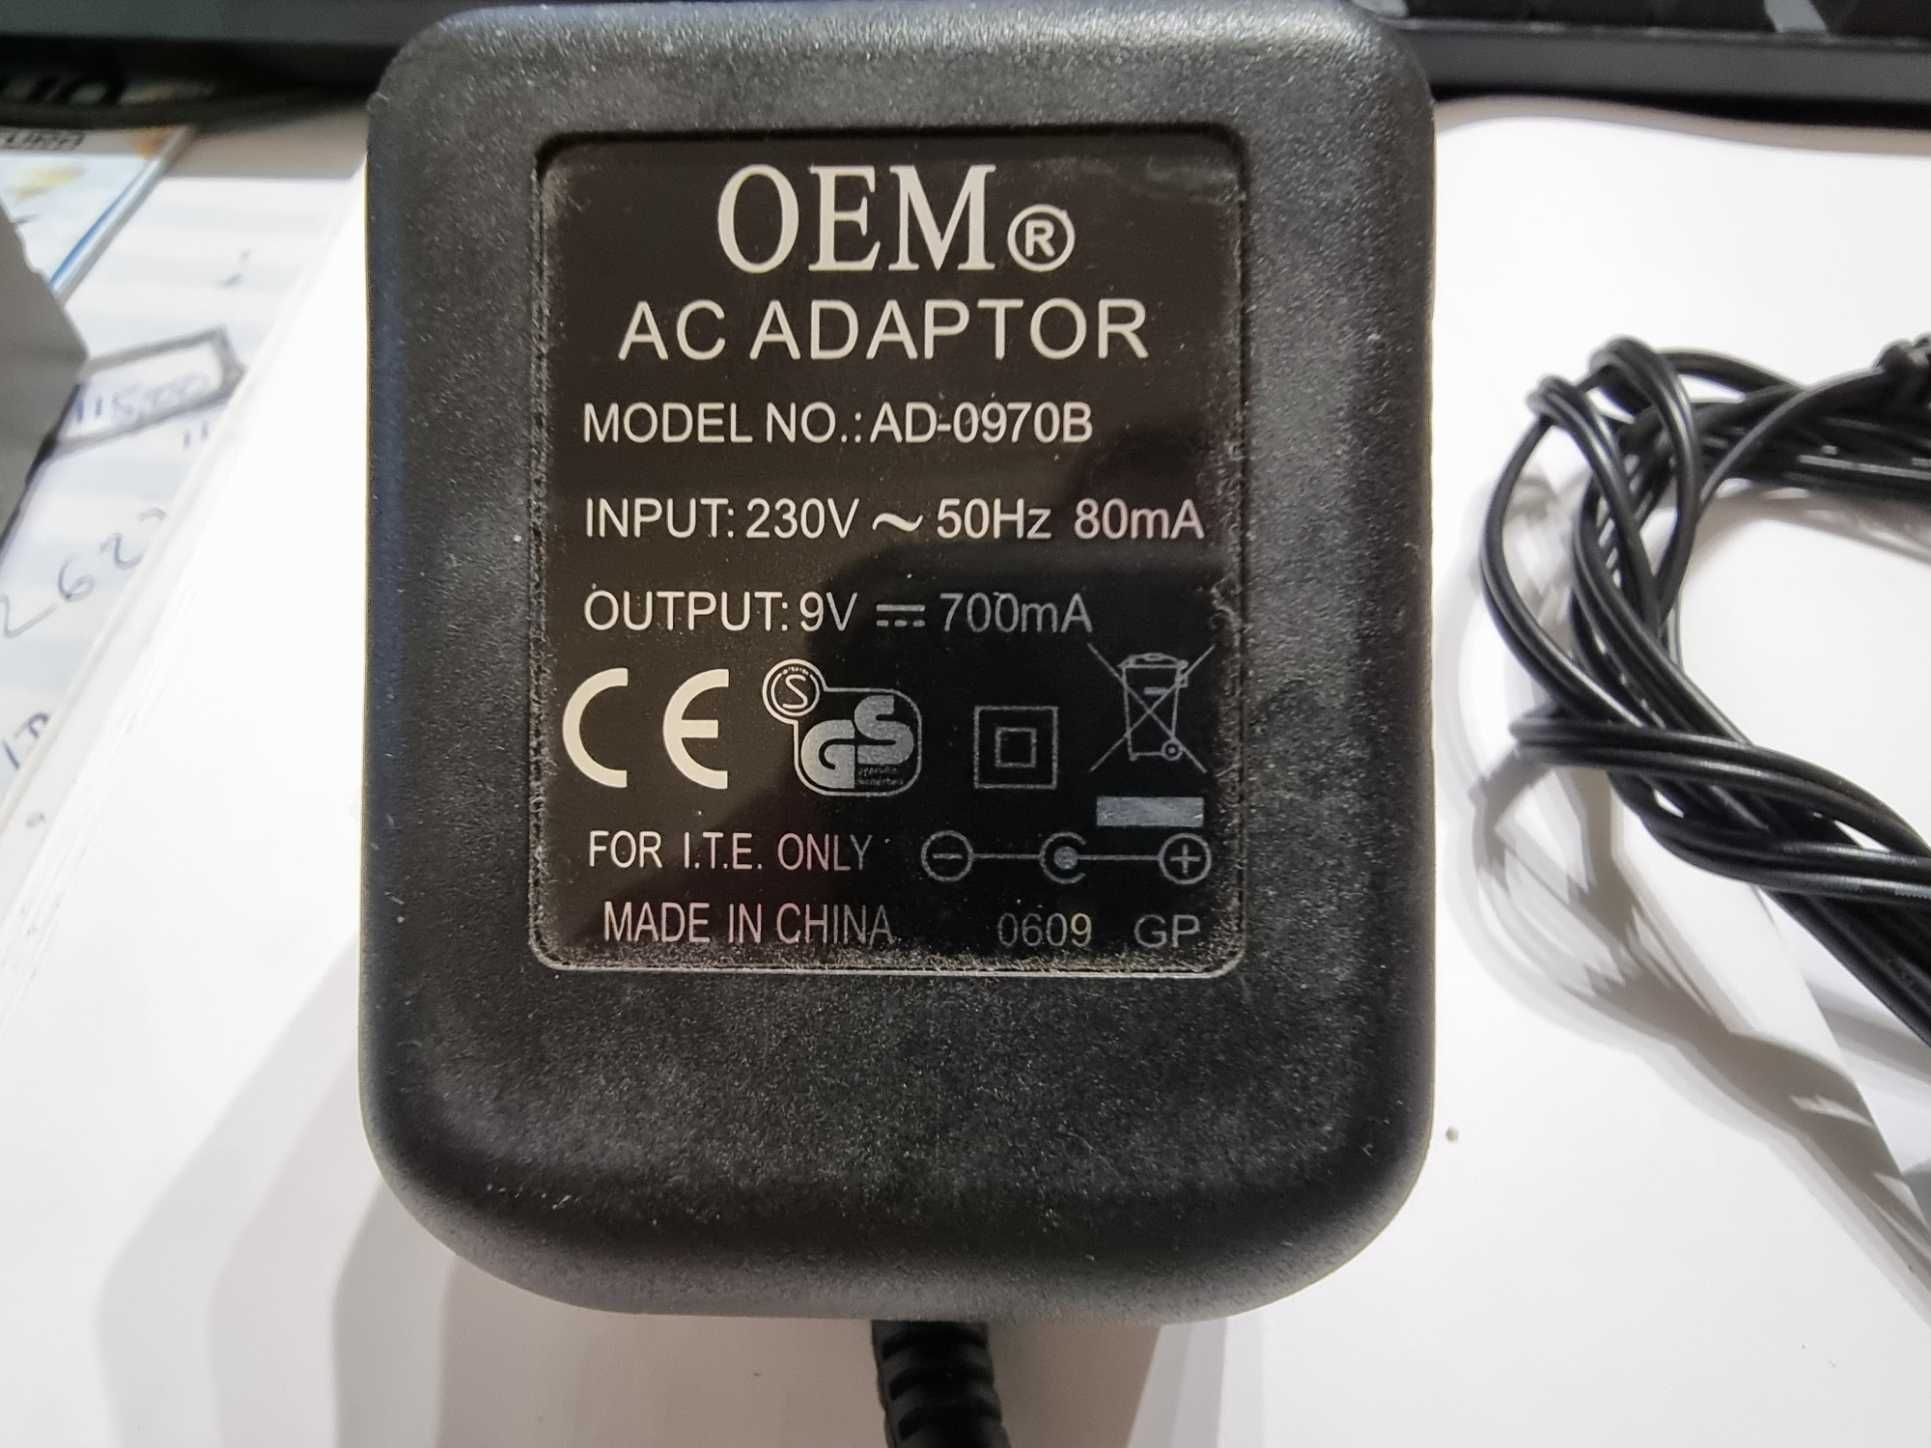 OEM®
AC ADAPTOR
MODEL NO.: AD-0970B
INPUT: 230V ~ 50Hz 80mA
OUTPUT: 9V ⎓ 700mA
CE S GS
FOR I.T.E. ONLY - +
MADE IN CHINA 0609 GP